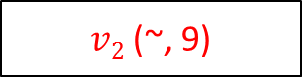 v₂ (~, 9)